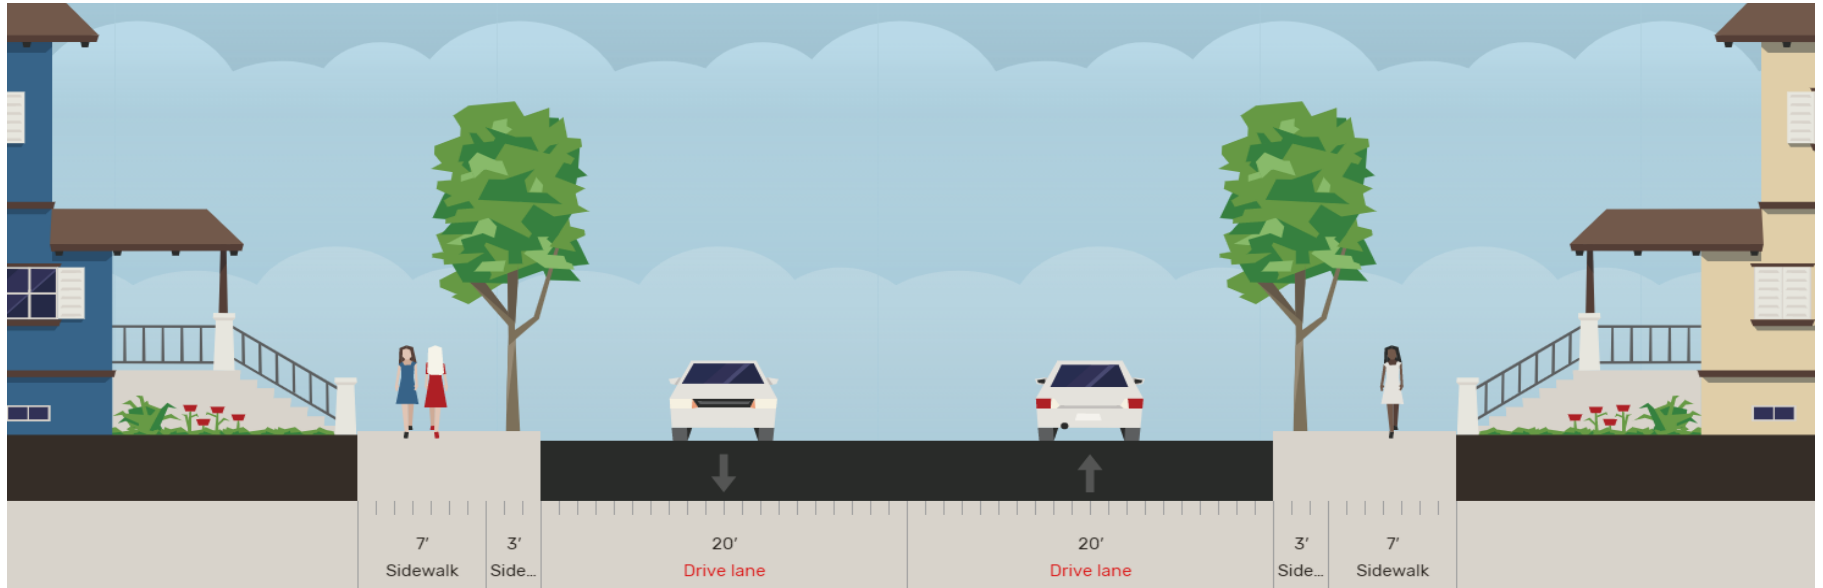 7′ 3′ 20′ 20′ 3′ 7′
Sidewalk Side... Drive lane Drive lane Side... Sidewalk